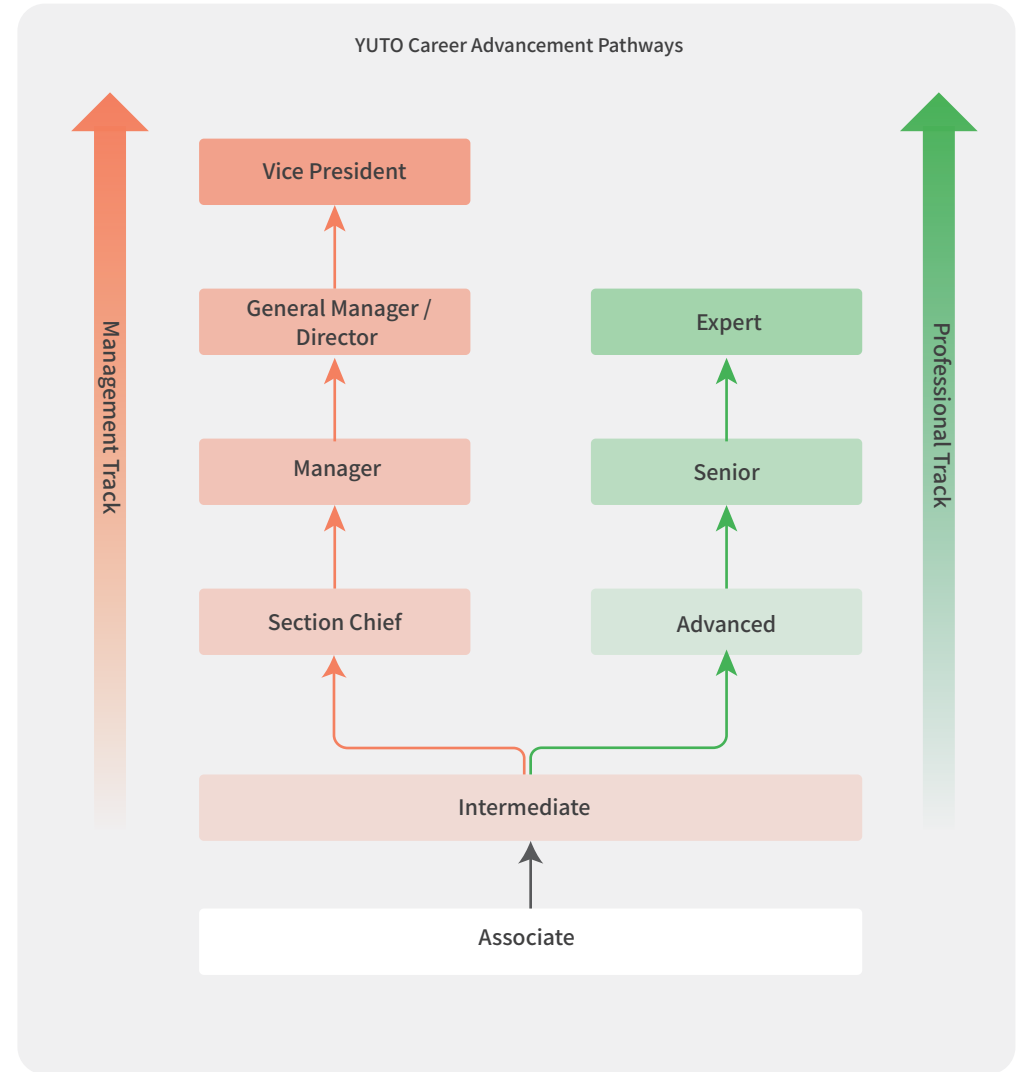 YUTO Career Advancement Pathways
Management Track
Professional Track
Vice President
General Manager /
Director
Expert
Manager
Senior
Section Chief
Advanced
Intermediate
Associate